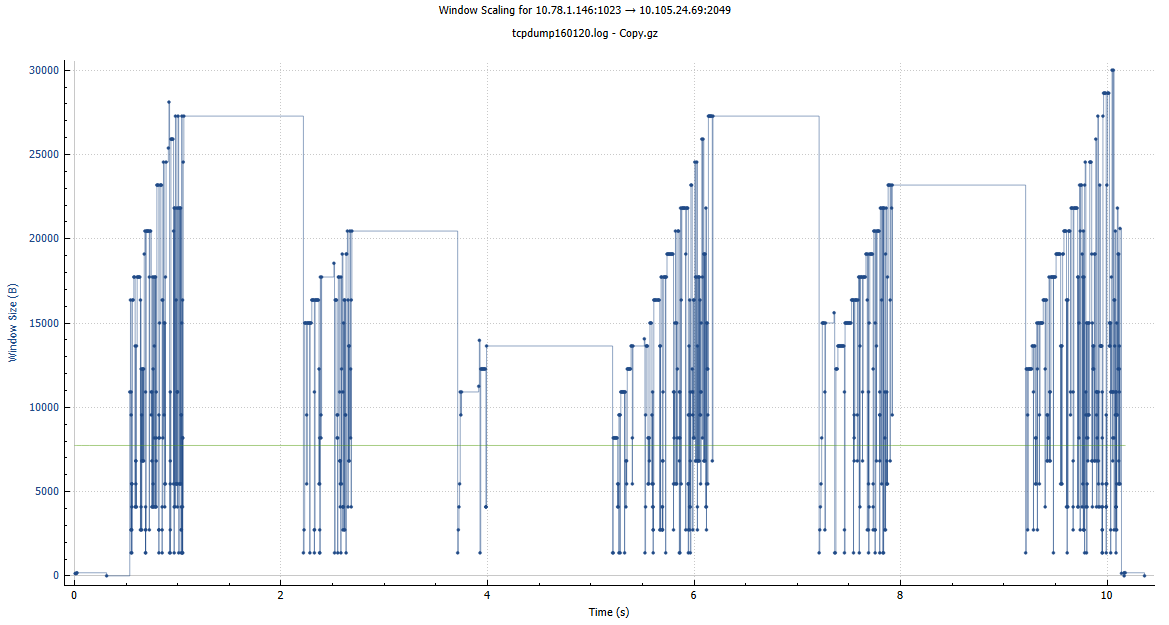 Window Scaling for 10.78.1.146:1023 → 10.105.24.69:2049
tcpdump160120.log - Copy.gz
30000
25000
20000
15000
10000
5000
0
Window Size (B)
0 2 4 6 8 10
Time (s)